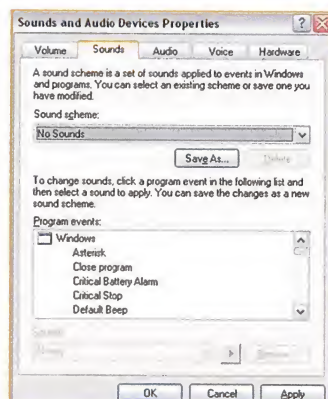 Sounds and Audio Devices Properties
Volume
Sounds
Audio
Voice
Hardware
A sound scheme is a set of sounds applied to events in Windows
and programs. You can select an existing scheme or save one you
have modified.
Sound scheme:
No Sounds
Save As...
Delete
To change sounds, click a program event in the following list and
then select a sound to apply. You can save the changes as a new
sound scheme.
Program events:
Windows
Asterisk
Close program
Critical Battery Alarm
Critical Stop
Default Beep
Sounds:
OK
Cancel
Apply